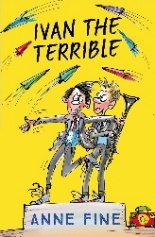 IVAN THE
TERRIBLE
ANNE FINE